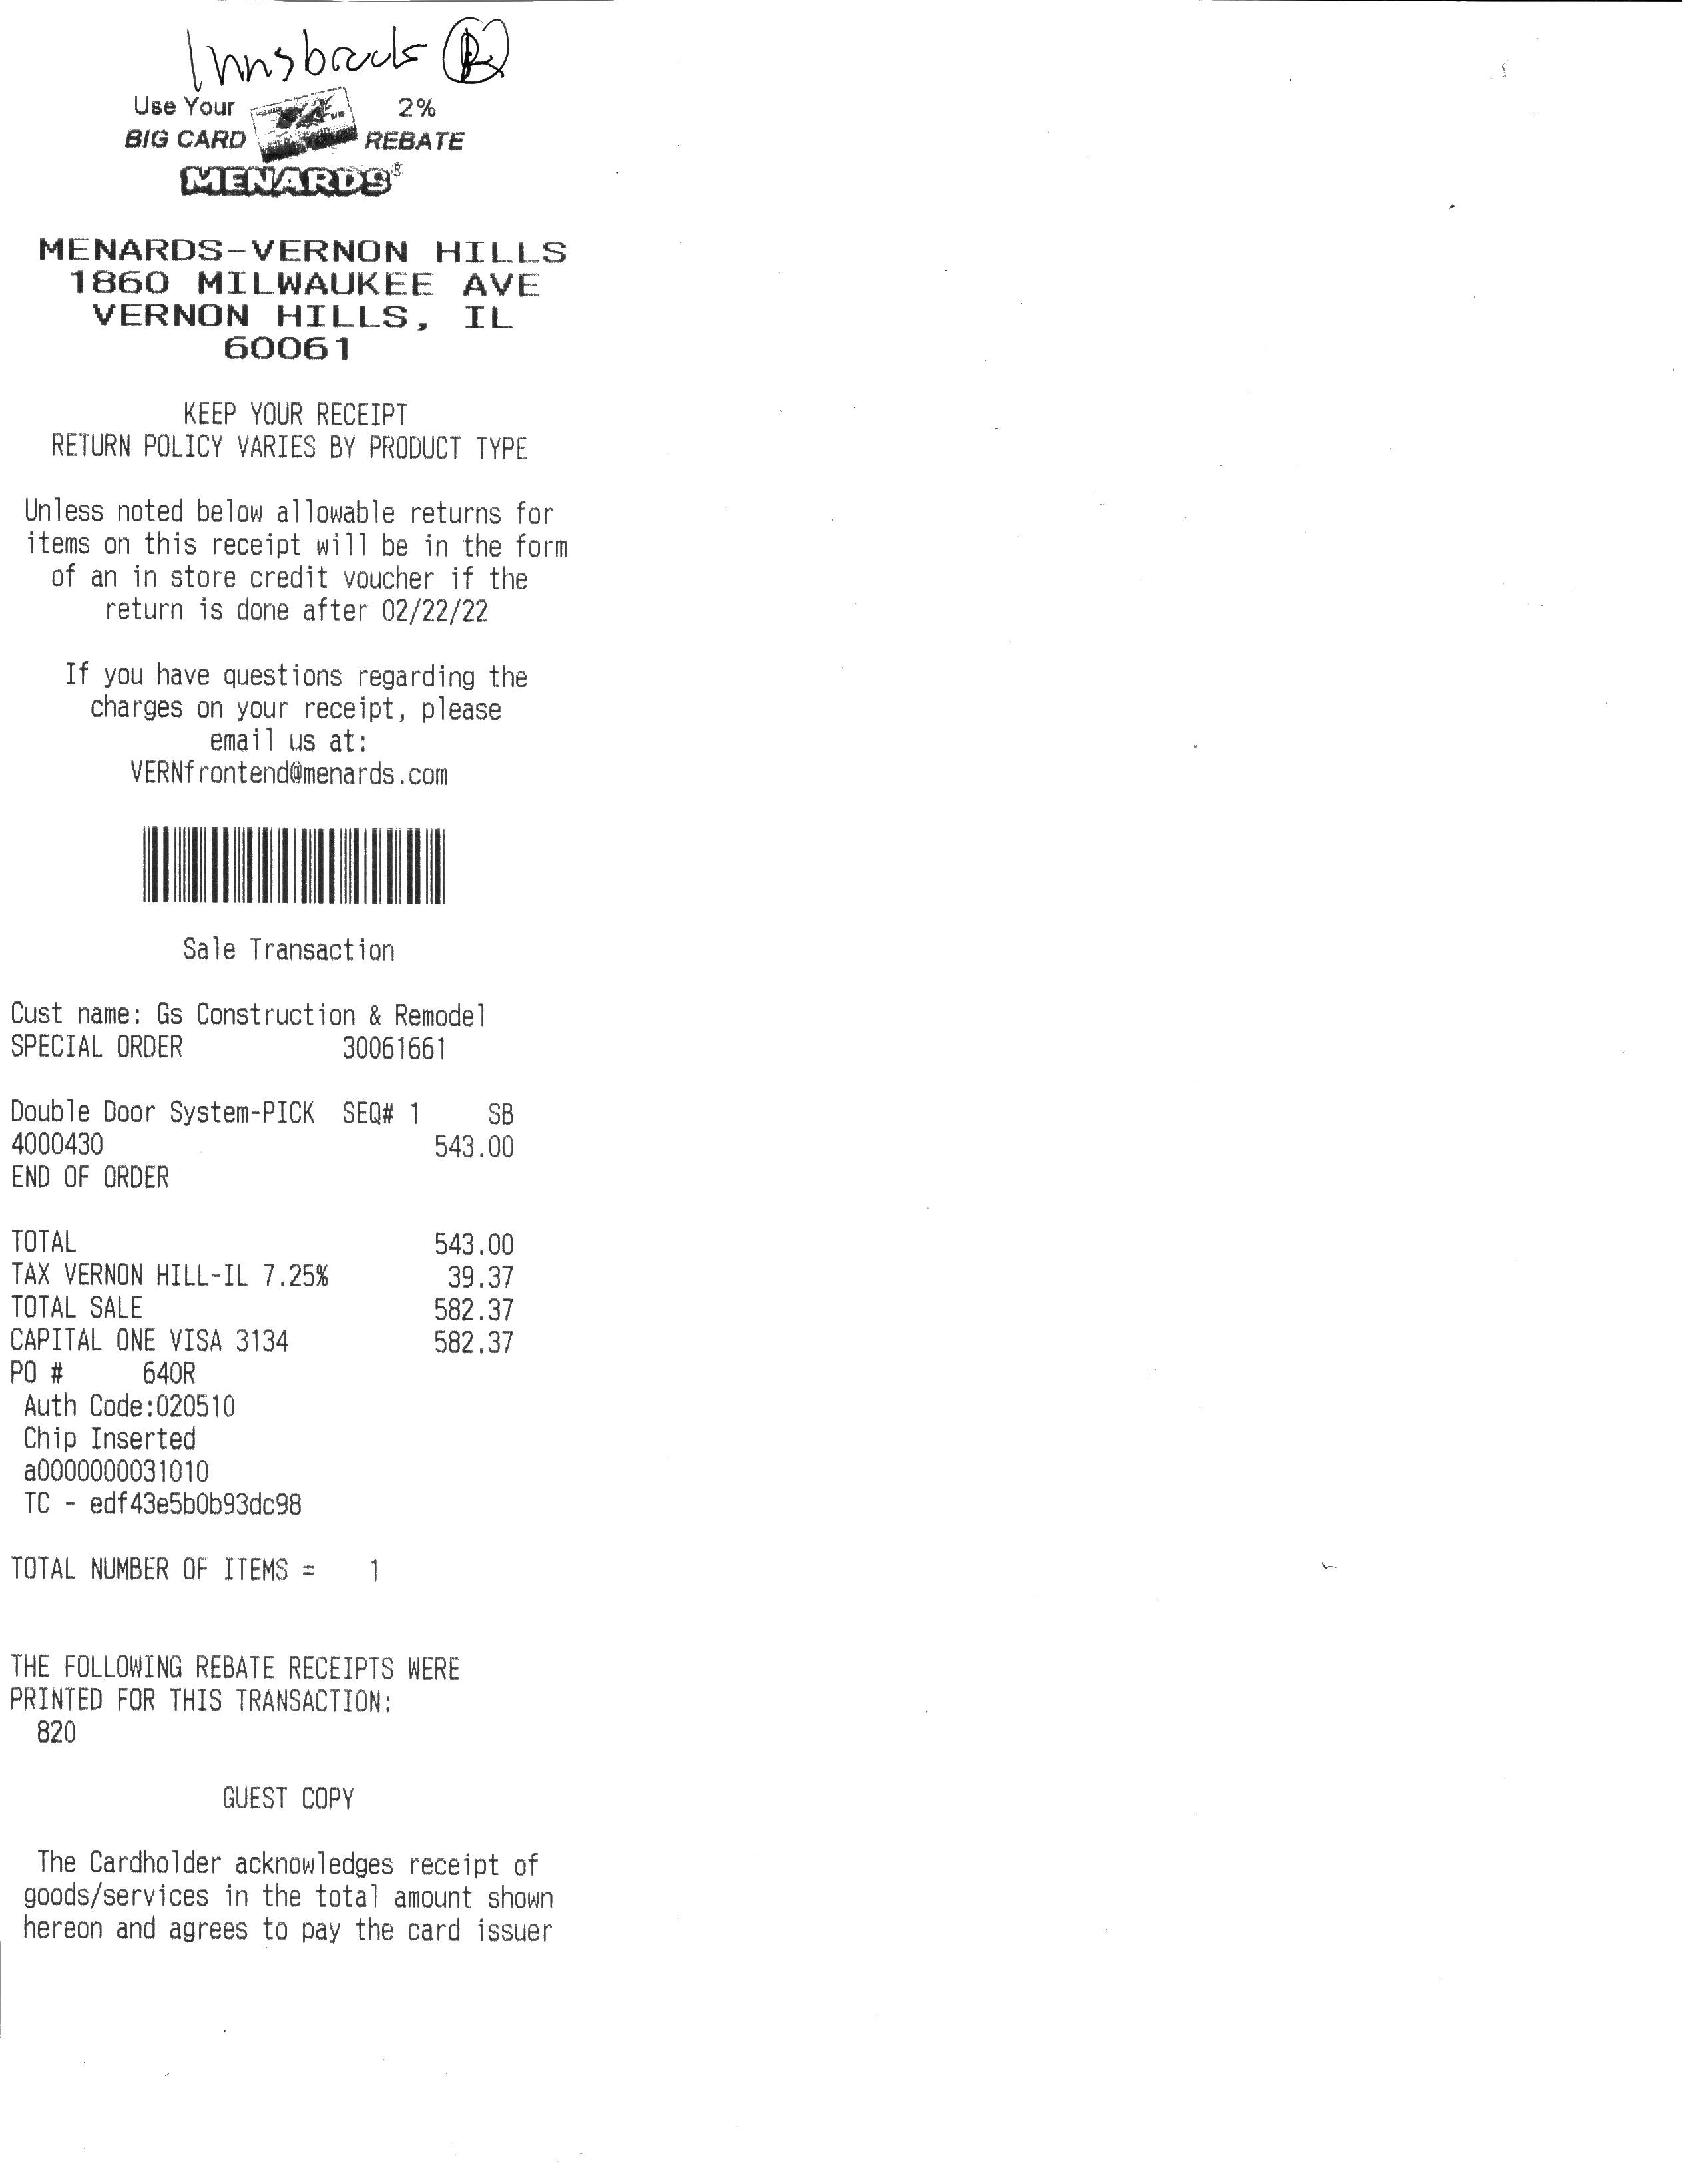 Innsbruck R
Use Your 2%
BIG CARD REBATE
MENARDS®
MENARDS-VERNON HILLS
1860 MILWAUKEE AVE
VERNON HILLS, IL
60061
KEEP YOUR RECEIPT
RETURN POLICY VARIES BY PRODUCT TYPE
Unless noted below allowable returns for
items on this receipt will be in the form
of an in store credit voucher if the
return is done after 02/22/22
If you have questions regarding the
charges on your receipt, please
email us at:
VERNfrontend@menards.com
Sale Transaction
Cust name: Gs Construction & Remodel
SPECIAL ORDER 30061661
Double Door System-PICK SEQ# 1 SB
4000430 543.00
END OF ORDER
TOTAL 543.00
TAX VERNON HILL-IL 7.25% 39.37
TOTAL SALE 582.37
CAPITAL ONE VISA 3134 582.37
PO # 640R
Auth Code:020510
Chip Inserted
a0000000031010
TC - edf43e5b0b93dc98
TOTAL NUMBER OF ITEMS = 1
THE FOLLOWING REBATE RECEIPTS WERE
PRINTED FOR THIS TRANSACTION:
820
GUEST COPY
The Cardholder acknowledges receipt of
goods/services in the total amount shown
hereon and agrees to pay the card issuer